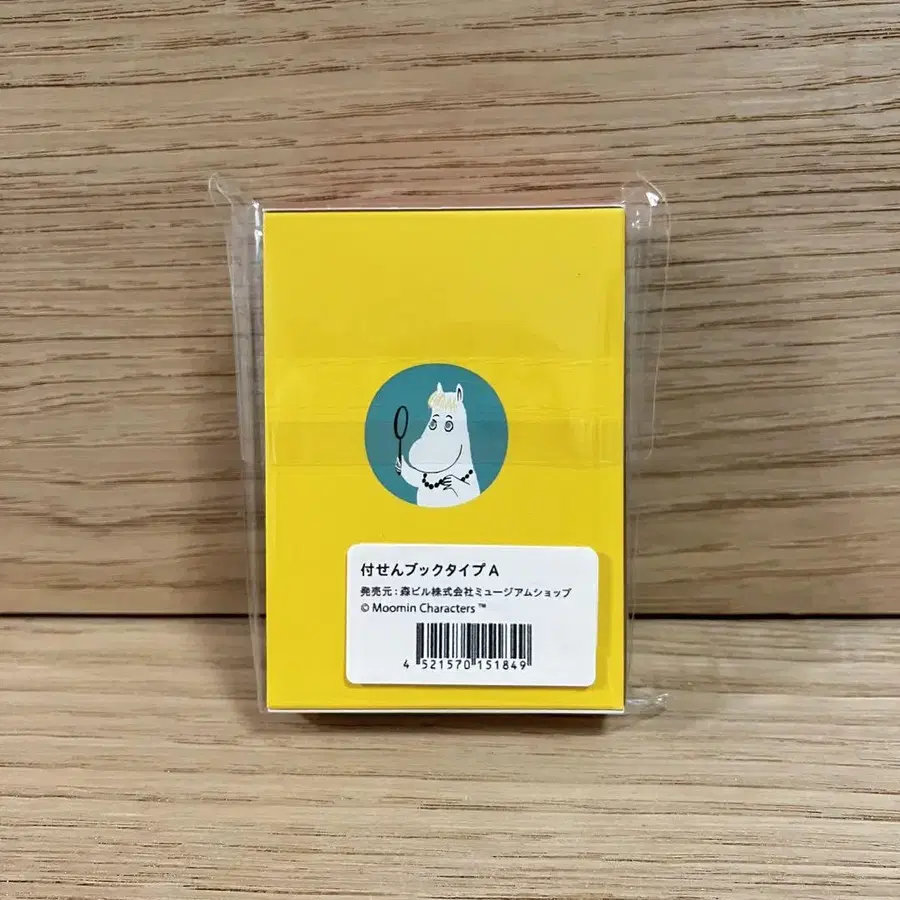 付せんブックタイプA
発売元:森ビル株式会社ミュージアムショップ
© Moomin Characters ™
4 521570 151849